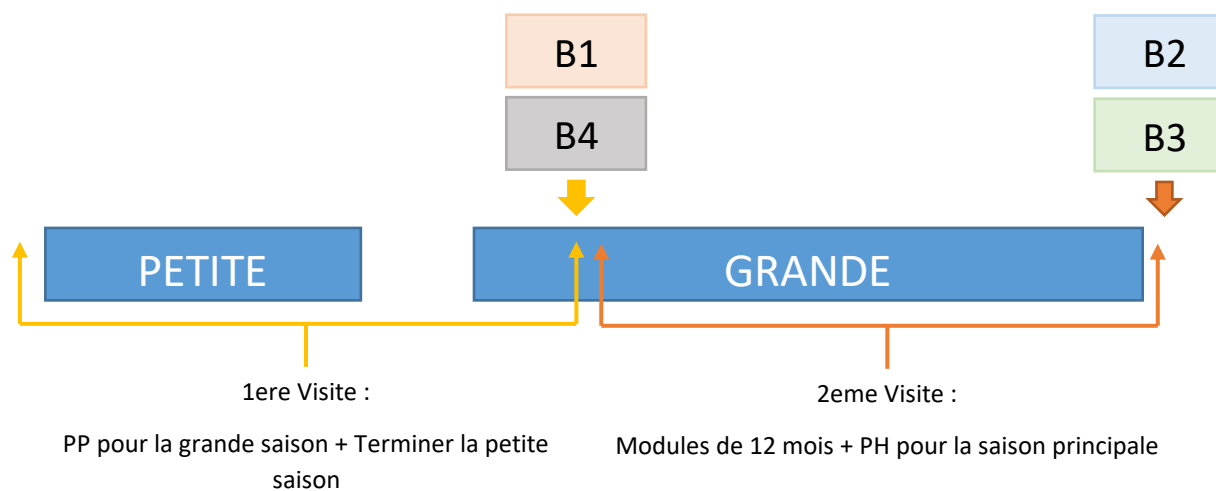 B1
B2
B4
B3
PETITE
GRANDE
1ere Visite :
PP pour la grande saison + Terminer la petite
saison
2eme Visite :
Modules de 12 mois + PH pour la saison principale